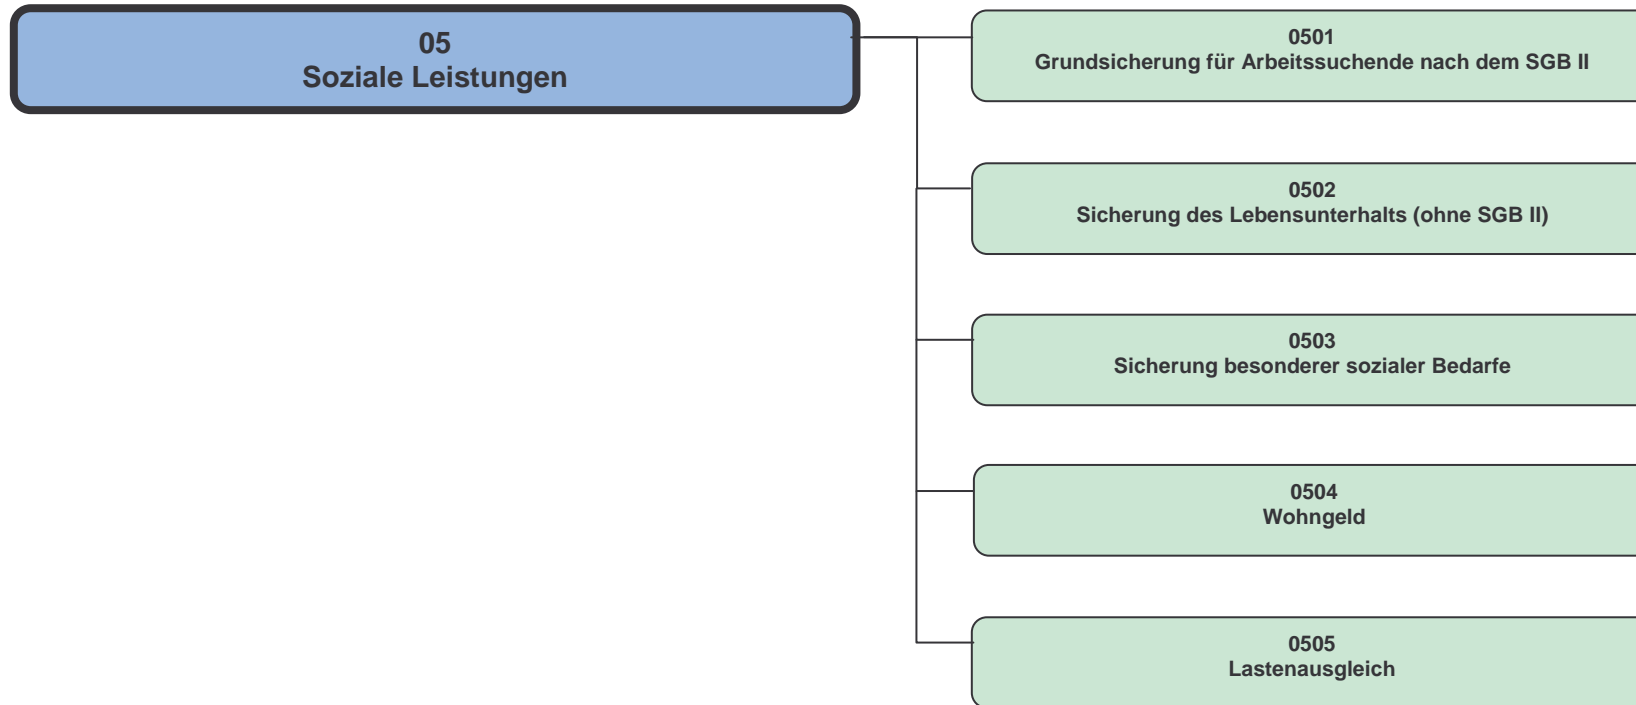 05
Soziale Leistungen
0501
Grundsicherung für Arbeitssuchende nach dem SGB II
0502
Sicherung des Lebensunterhalts (ohne SGB II)
0503
Sicherung besonderer sozialer Bedarfe
0504
Wohngeld
0505
Lastenausgleich